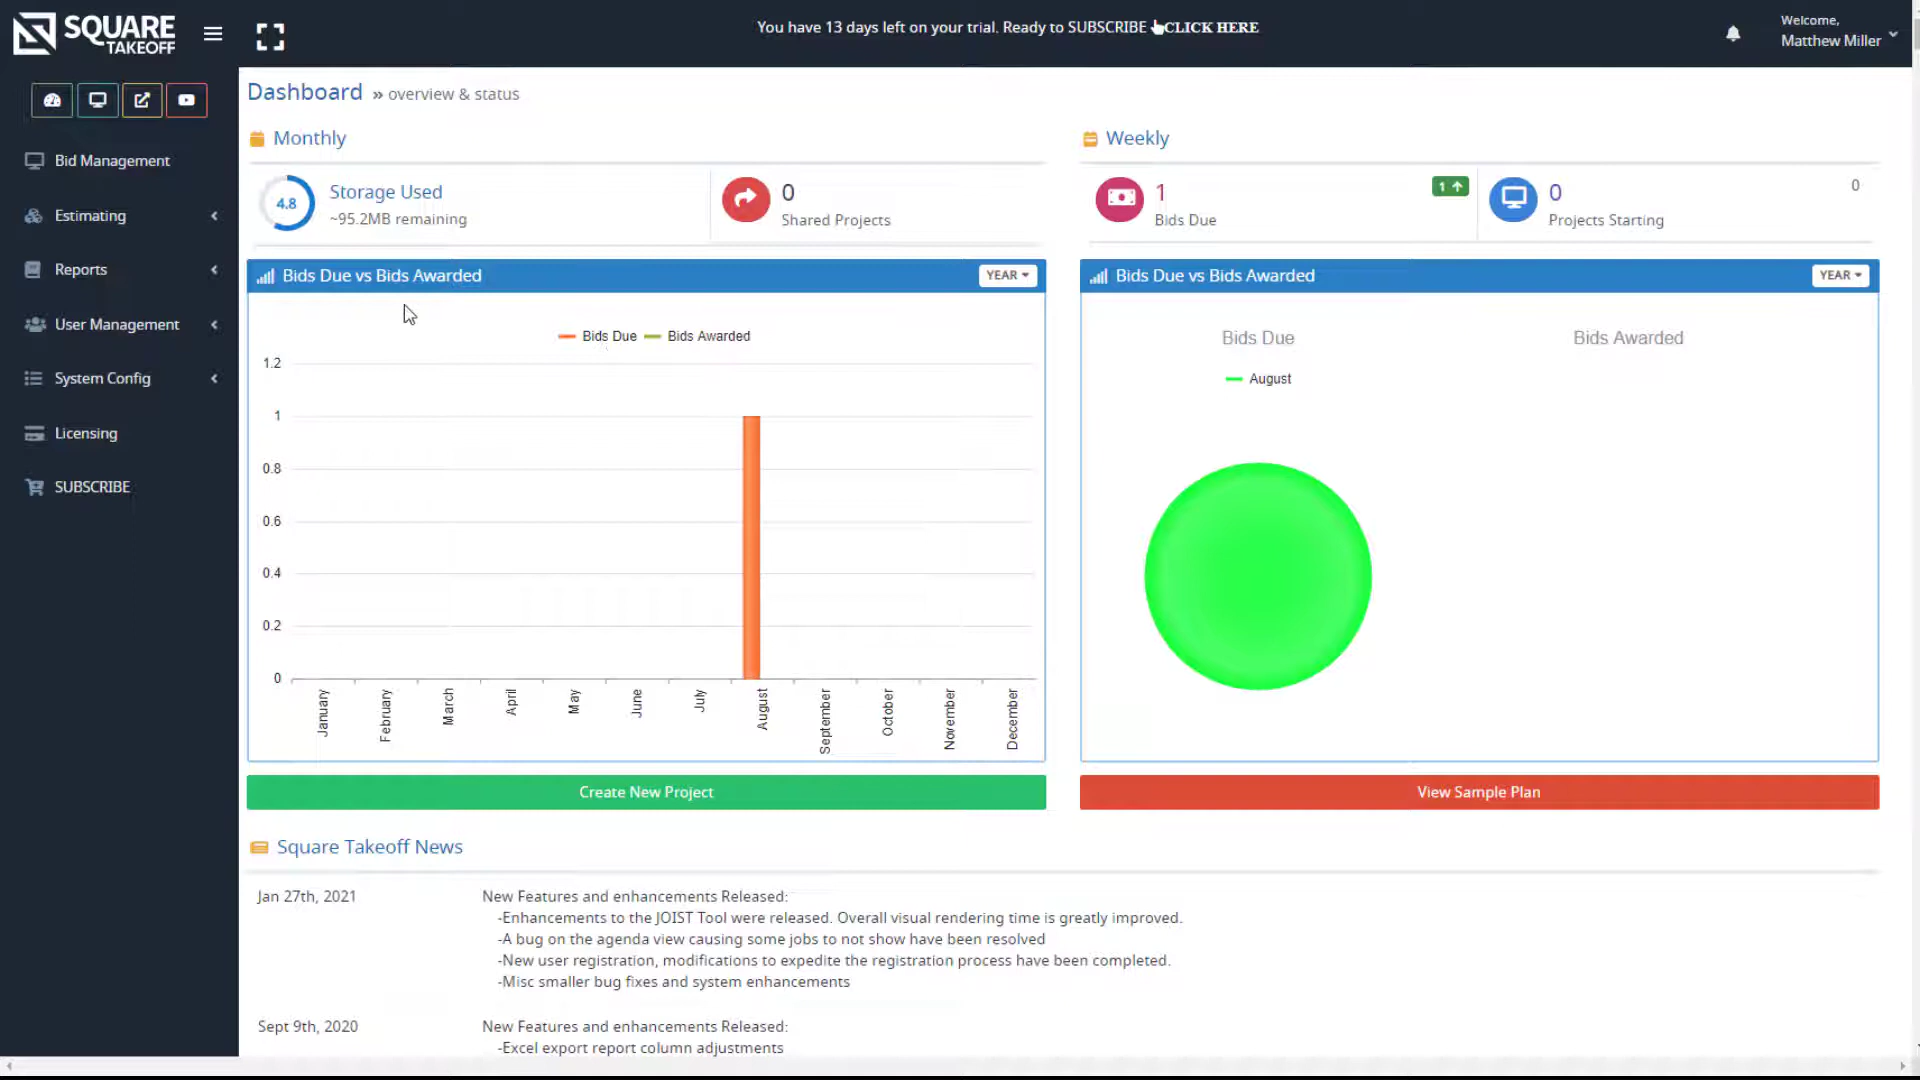 SQUARE
TAKEOFF
You have 13 days left on your trial. Ready to SUBSCRIBE CLICK HERE
Welcome,
Matthew Miller
Bid Management
Estimating
Reports
User Management
System Config
Licensing
SUBSCRIBE
Dashboard » overview & status
Monthly
4.8
Storage Used
~95.2MB remaining
0
Shared Projects
Weekly
1
Bids Due
1
0
Projects Starting
0
Bids Due vs Bids Awarded
YEAR
Bids Due Bids Awarded
1.2
1
0.8
0.6
0.4
0.2
0
January
February
March
April
May
June
July
August
September
October
November
December
Bids Due vs Bids Awarded
YEAR
Bids Due
Bids Awarded
August
Create New Project
View Sample Plan
Square Takeoff News
Jan 27th, 2021
New Features and enhancements Released:
-Enhancements to the JOIST Tool were released. Overall visual rendering time is greatly improved.
-A bug on the agenda view causing some jobs to not show have been resolved
-New user registration, modifications to expedite the registration process have been completed.
-Misc smaller bug fixes and system enhancements
Sept 9th, 2020
New Features and enhancements Released:
-Excel export report column adjustments